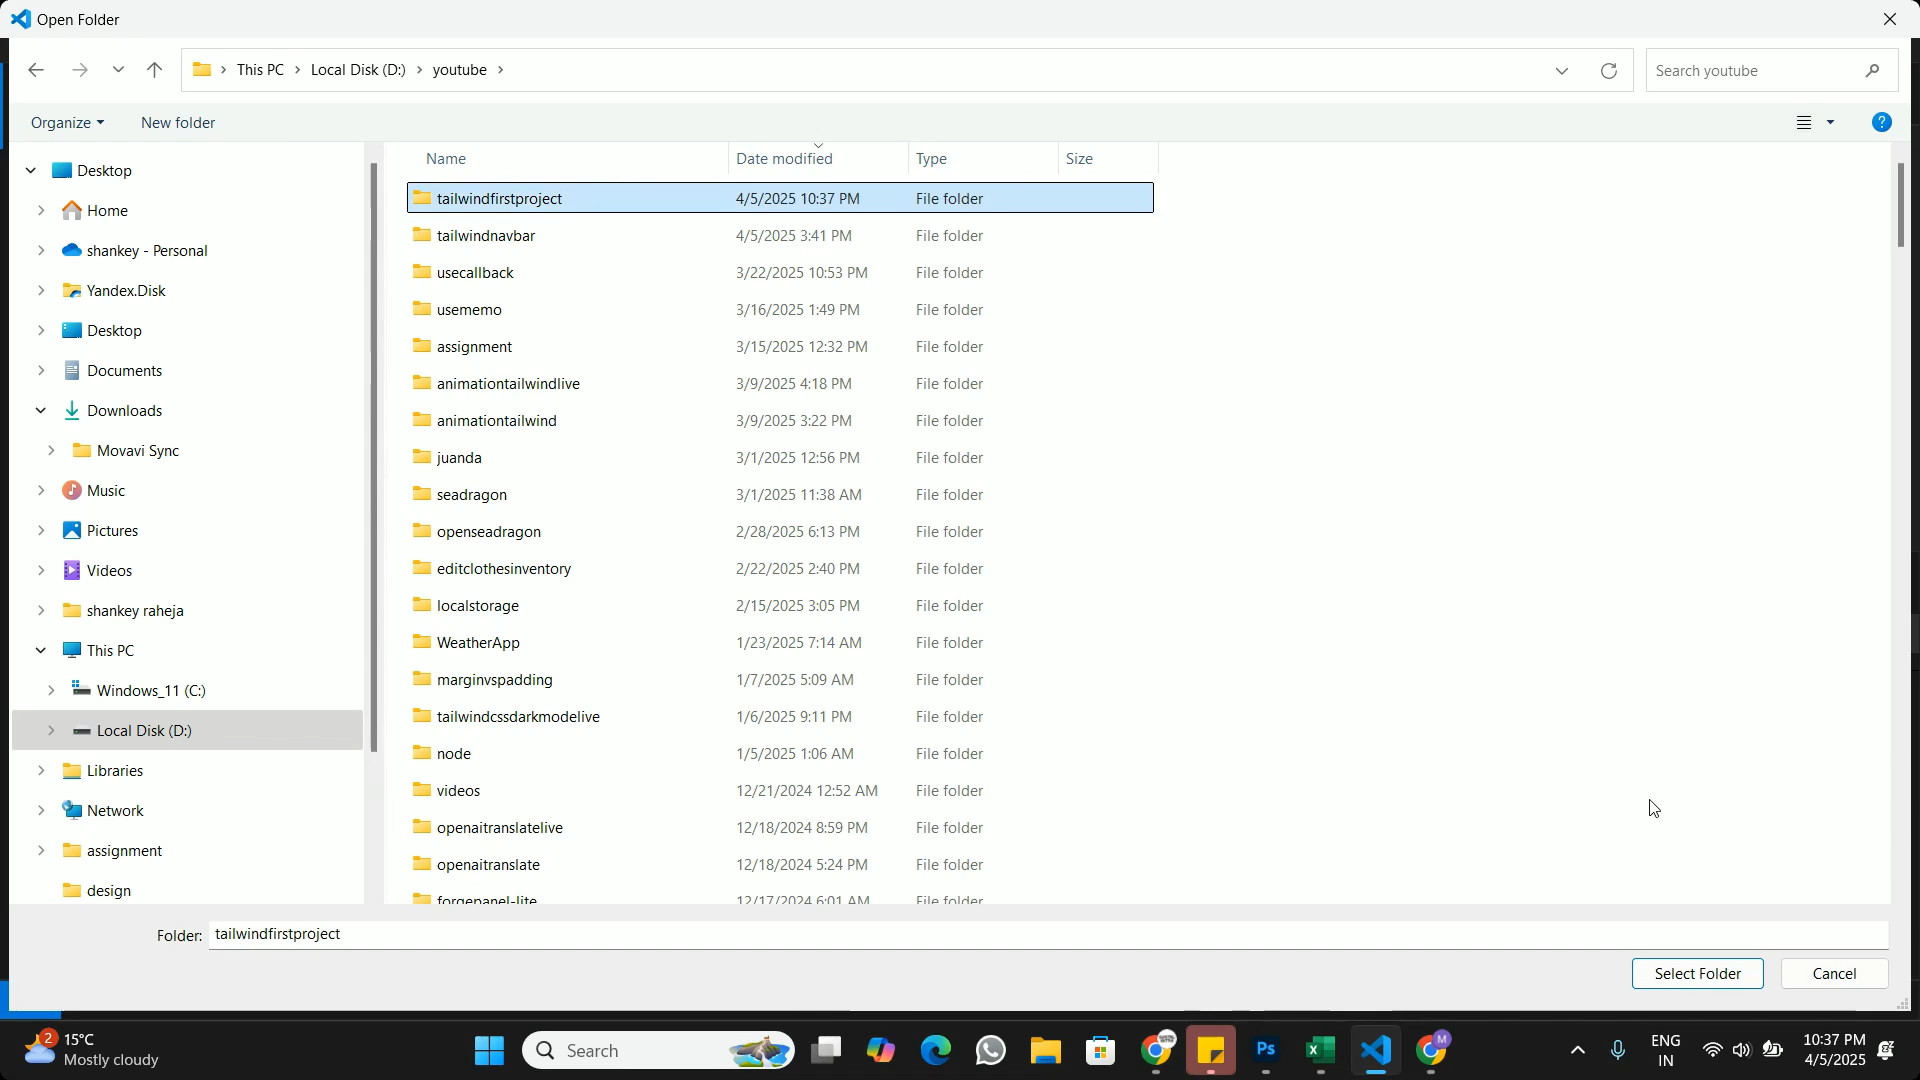 Open Folder
This PC Local Disk (D:) youtube
Search youtube
Organize
New folder
?
Desktop
Home
shankey - Personal
Yandex.Disk
Desktop
Documents
Downloads
Movavi Sync
Music
Pictures
Videos
shankey raheja
This PC
Windows_11 (C:)
Local Disk (D:)
Libraries
Network
assignment
design
Name Date modified Type Size
tailwindfirstproject 4/5/2025 10:37 PM File folder
tailwindnavbar 4/5/2025 3:41 PM File folder
usecallback 3/22/2025 10:53 PM File folder
usememo 3/16/2025 1:49 PM File folder
assignment 3/15/2025 12:32 PM File folder
animationtailwindlive 3/9/2025 4:18 PM File folder
animationtailwind 3/9/2025 3:22 PM File folder
juanda 3/1/2025 12:56 PM File folder
seadragon 3/1/2025 11:38 AM File folder
openseadragon 2/28/2025 6:13 PM File folder
editclothesinventory 2/22/2025 2:40 PM File folder
localstorage 2/15/2025 3:05 PM File folder
WeatherApp 1/23/2025 7:14 AM File folder
marginvspadding 1/7/2025 5:09 AM File folder
tailwindcssdarkmodelive 1/6/2025 9:11 PM File folder
node 1/5/2025 1:06 AM File folder
videos 12/21/2024 12:52 AM File folder
openaitranslatelive 12/18/2024 8:59 PM File folder
openaitranslate 12/18/2024 5:24 PM File folder
forgepanel-lite 12/17/2024 6:01 AM File folder
Folder: tailwindfirstproject
Select Folder
Cancel
2
15°C
Mostly cloudy
Search
Ps
M
ENG
IN
10:37 PM
4/5/2025